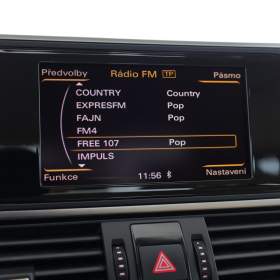 Předvolby Rádio FM TP Pásmo
COUNTRY Country
EXPRESFM Pop
FAJN Pop
FM4
FREE 107 Pop
IMPULS
Funkce 11:56 Nastavení